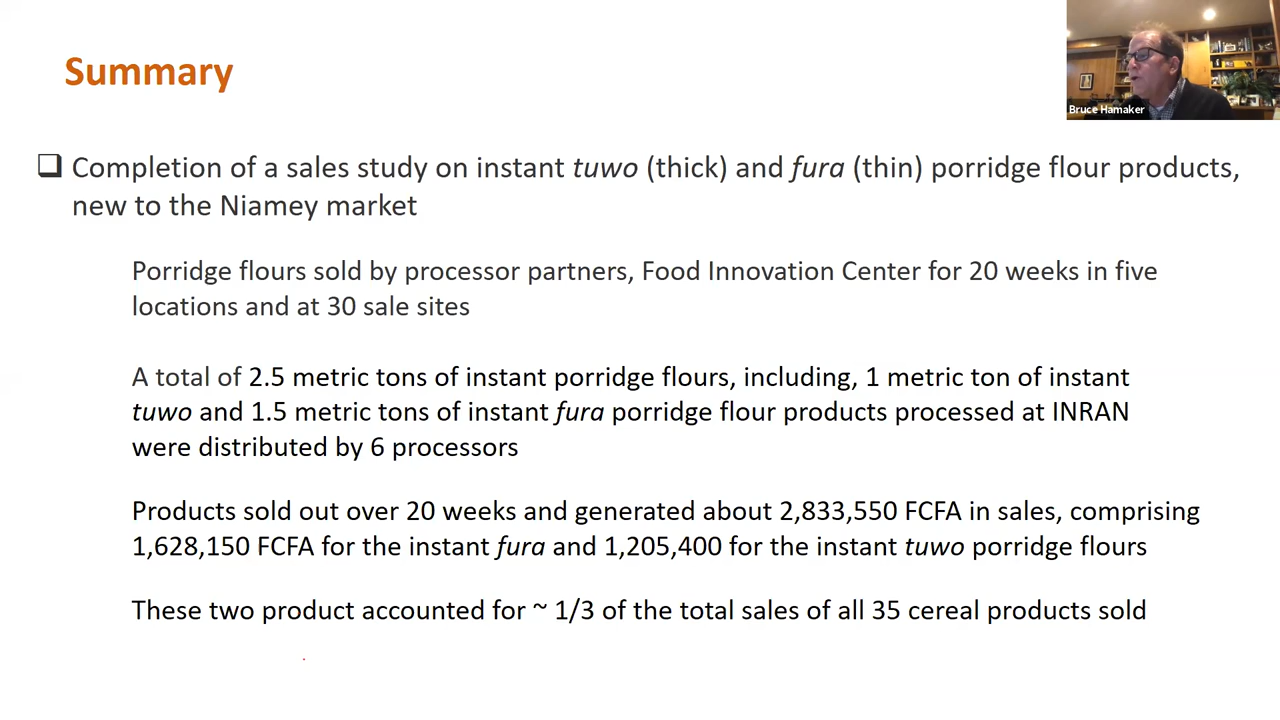 Summary
Bruce Hamaker
❑ Completion of a sales study on instant tuwo (thick) and fura (thin) porridge flour products,
new to the Niamey market
Porridge flours sold by processor partners, Food Innovation Center for 20 weeks in five
locations and at 30 sale sites
A total of 2.5 metric tons of instant porridge flours, including, 1 metric ton of instant
tuwo and 1.5 metric tons of instant fura porridge flour products processed at INRAN
were distributed by 6 processors
Products sold out over 20 weeks and generated about 2,833,550 FCFA in sales, comprising
1,628,150 FCFA for the instant fura and 1,205,400 for the instant tuwo porridge flours
These two product accounted for ~ 1/3 of the total sales of all 35 cereal products sold